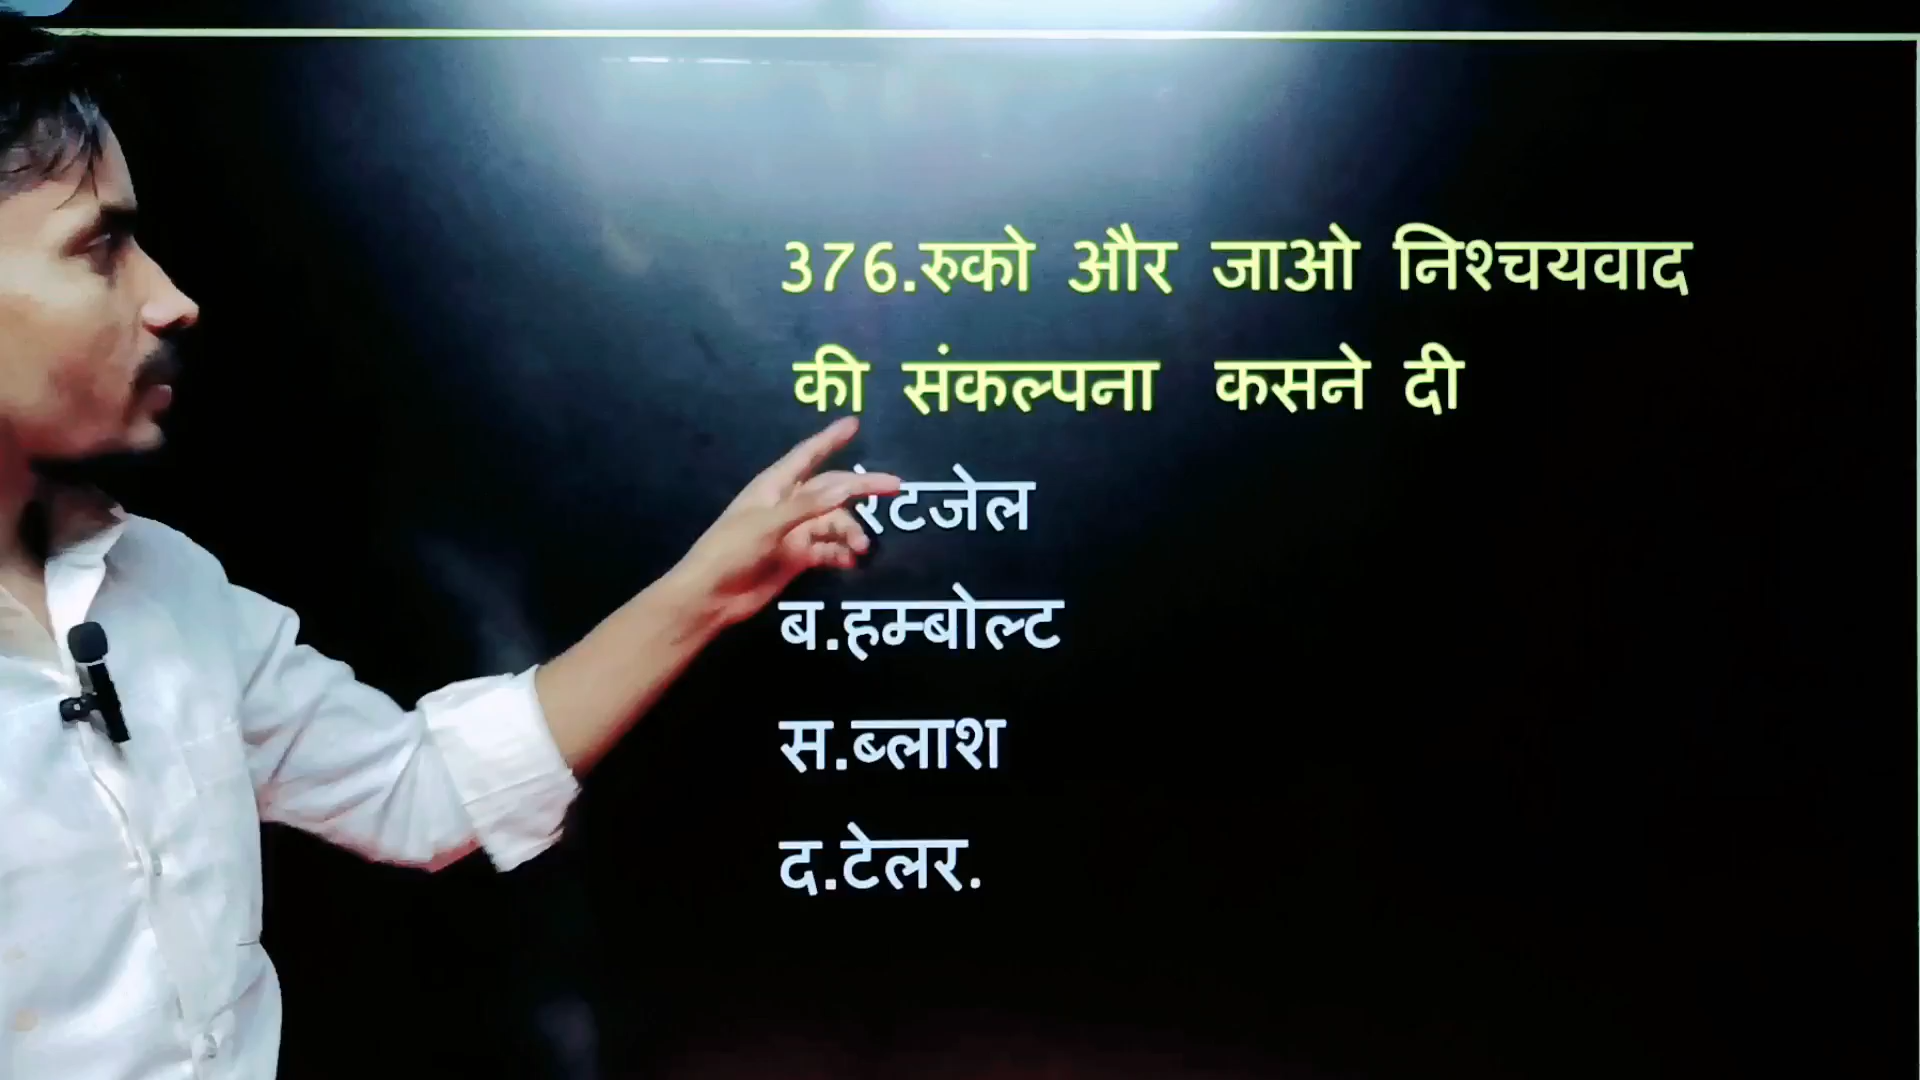 376.रुको और जाओ निश्चयवाद
की संकल्पना कसने दी
रेटजेल
ब.हम्बोल्ट
स.ब्लाश
द.टेलर.